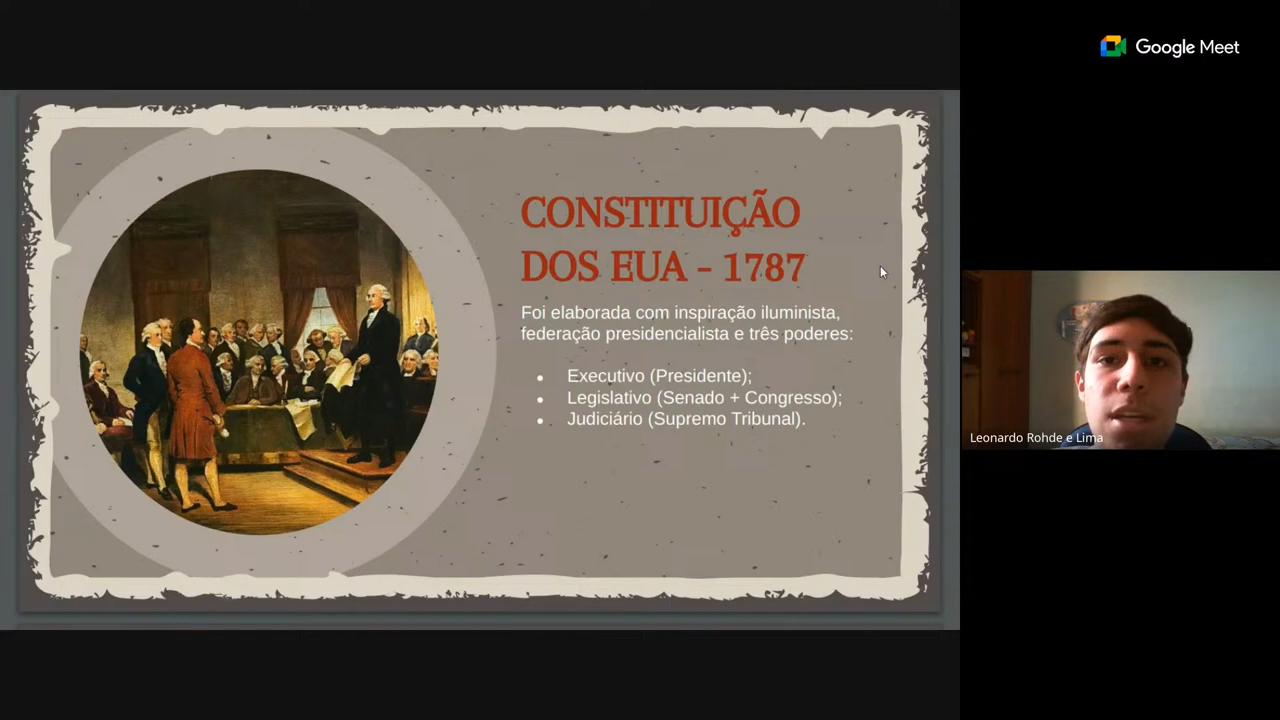 Google Meet
CONSTITUIÇÃO
DOS EUA - 1787
Foi elaborada com inspiração iluminista,
federação presidencialista e três poderes:
● Executivo (Presidente);
● Legislativo (Senado + Congresso);
● Judiciário (Supremo Tribunal).
Leonardo Rohde e Lima